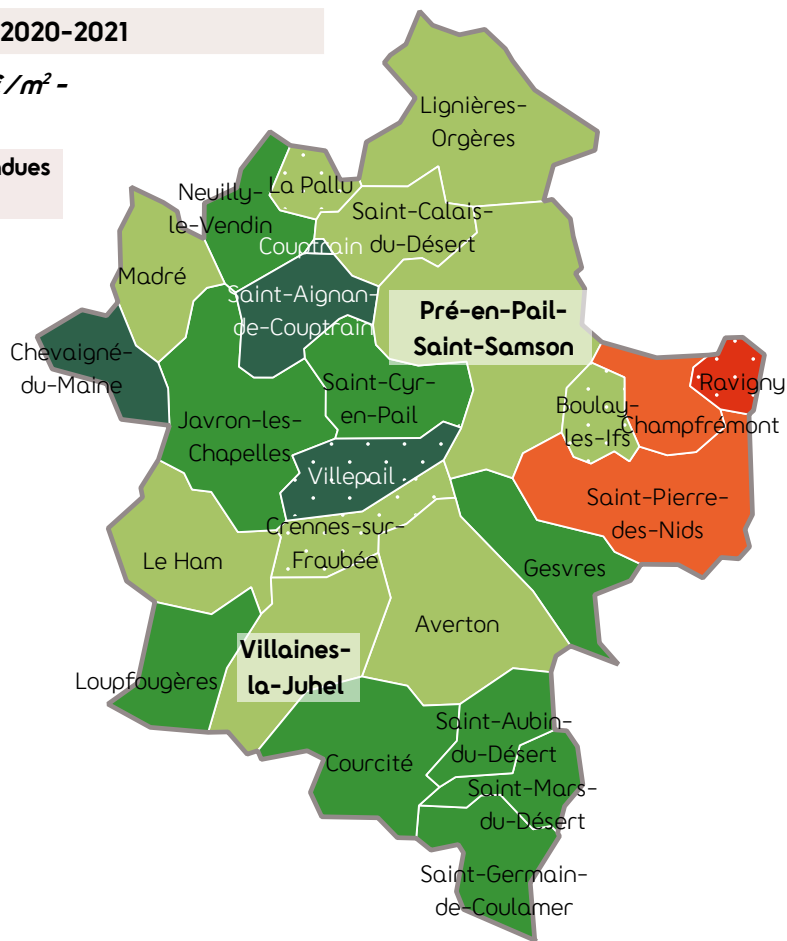 2020-2021
€/m² -
dues
Lignières-
Orgères
La Pallu
Neuilly-
le-Vendin
Saint-Calais-
du-Désert
Couptrain
Madré
Saint-Aignan-
de-Couptrain
Pré-en-Pail-
Saint-Samson
Chevaigné-
du-Maine
Saint-Cyr-
en-Pail
Ravigny
Boulay-
les-Ifs
Champfrémont
Javron-les-
Chapelles
Villepail
Saint-Pierre-
des-Nids
Crennes-sur-
Fraubée
Le Ham
Gesvres
Averton
Villaines-
la-Juhel
Loupfougères
Saint-Aubin-
du-Désert
Courcité
Saint-Mars-
du-Désert
Saint-Germain-
de-Coulamer